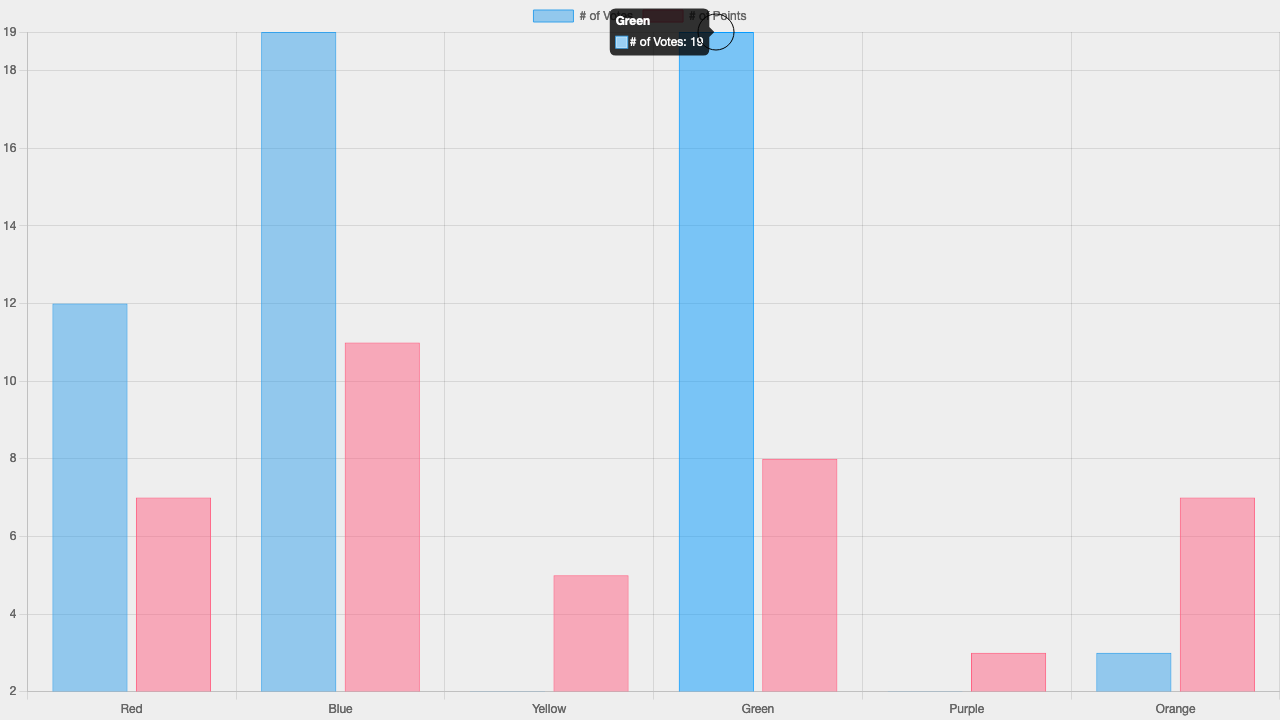 # of Points
Green
# of Votes: 19
19
18
16
14
12
10
8
6
4
2
Red
Blue
Yellow
Green
Purple
Orange